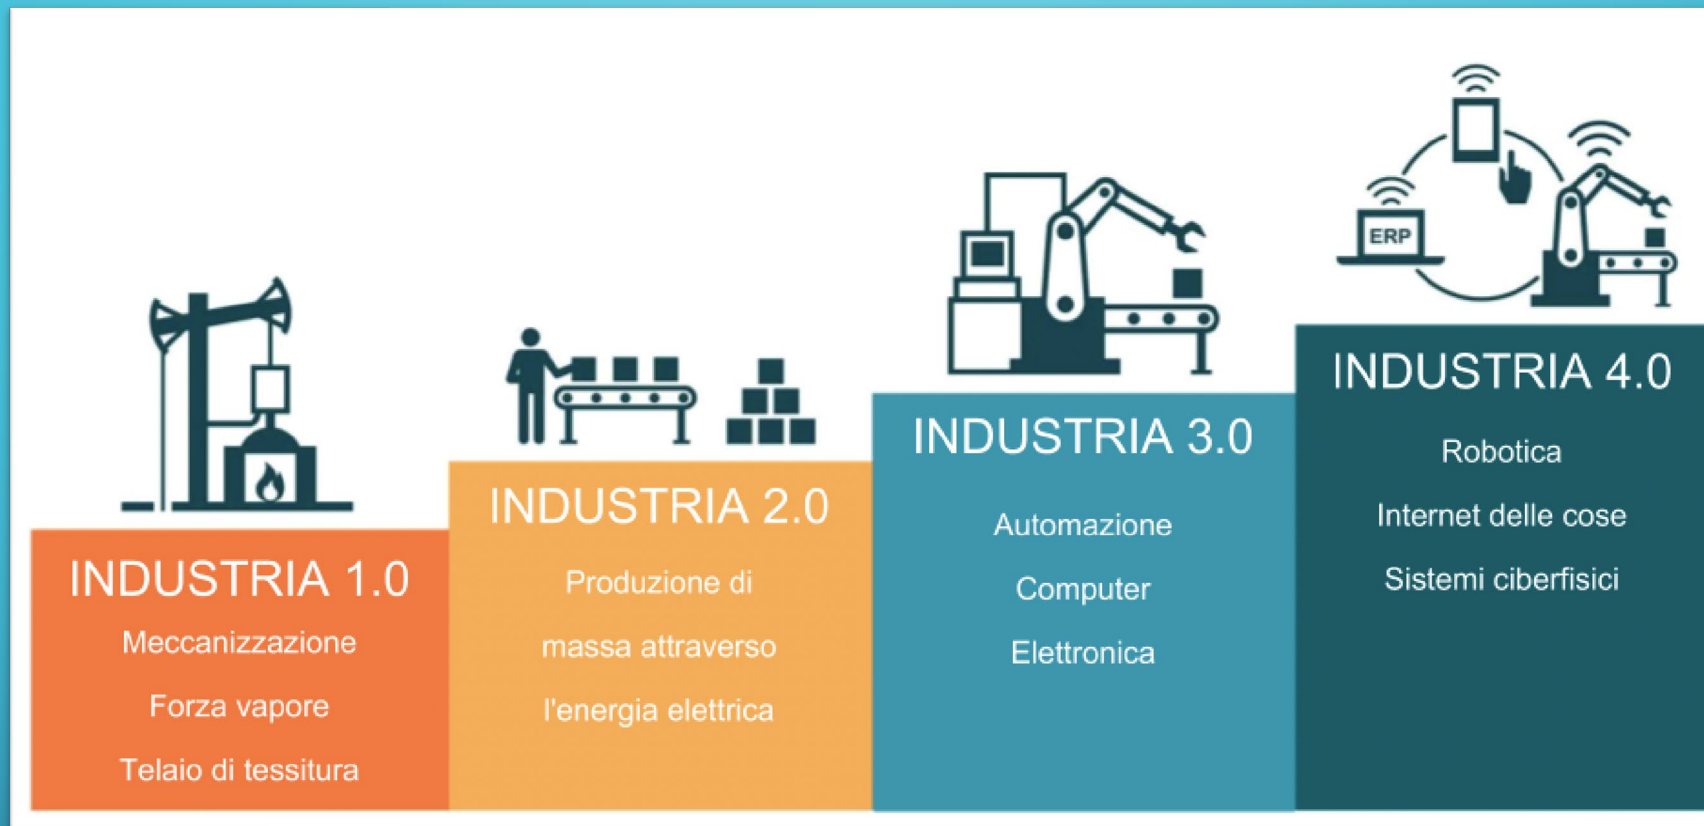 INDUSTRIA 1.0
Meccanizzazione
Forza vapore
Telaio di tessitura
INDUSTRIA 2.0
Produzione di
massa attraverso
l'energia elettrica
INDUSTRIA 3.0
Automazione
Computer
Elettronica
ERP
INDUSTRIA 4.0
Robotica
Internet delle cose
Sistemi ciberfisici